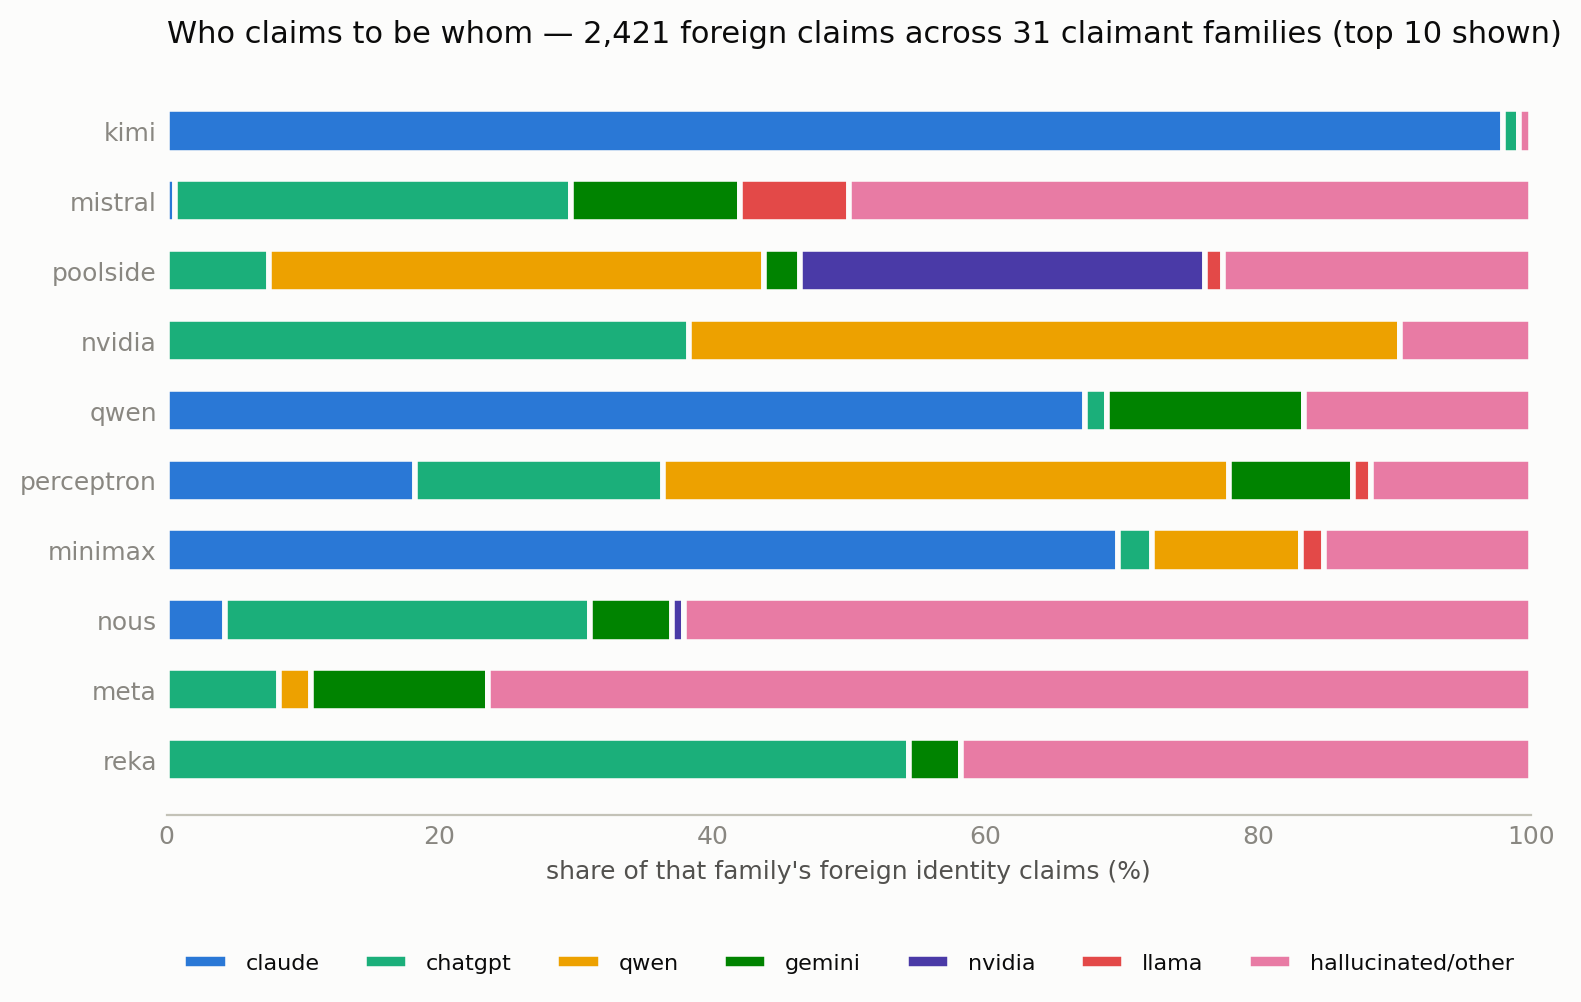 Who claims to be whom — 2,421 foreign claims across 31 claimant families (top 10 shown)
kimi
mistral
poolside
nvidia
qwen
perceptron
minimax
nous
meta
reka
0 20 40 60 80 100
share of that family's foreign identity claims (%)
claude chatgpt qwen gemini nvidia llama hallucinated/other